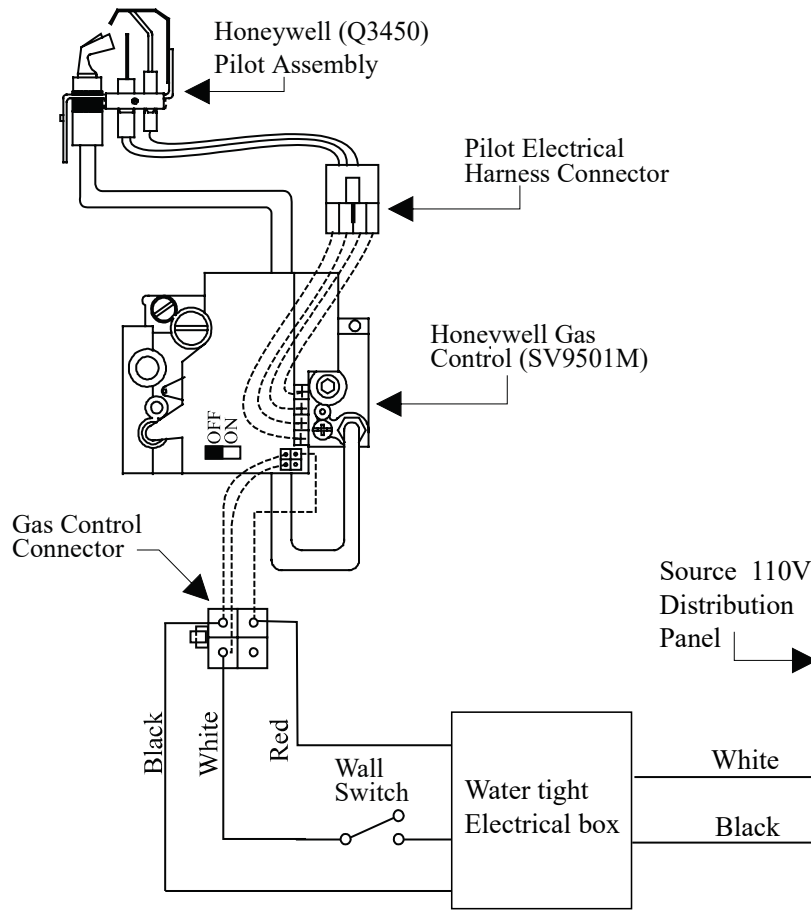 Honeywell (Q3450)
Pilot Assembly
Pilot Electrical
Harness Connector
Honeywell Gas
Control (SV9501M)
OFF
ON
Gas Control
Connector
Source 110V
Distribution
Panel
Black
White
Red
Wall
Switch
Water tight
Electrical box
White
Black